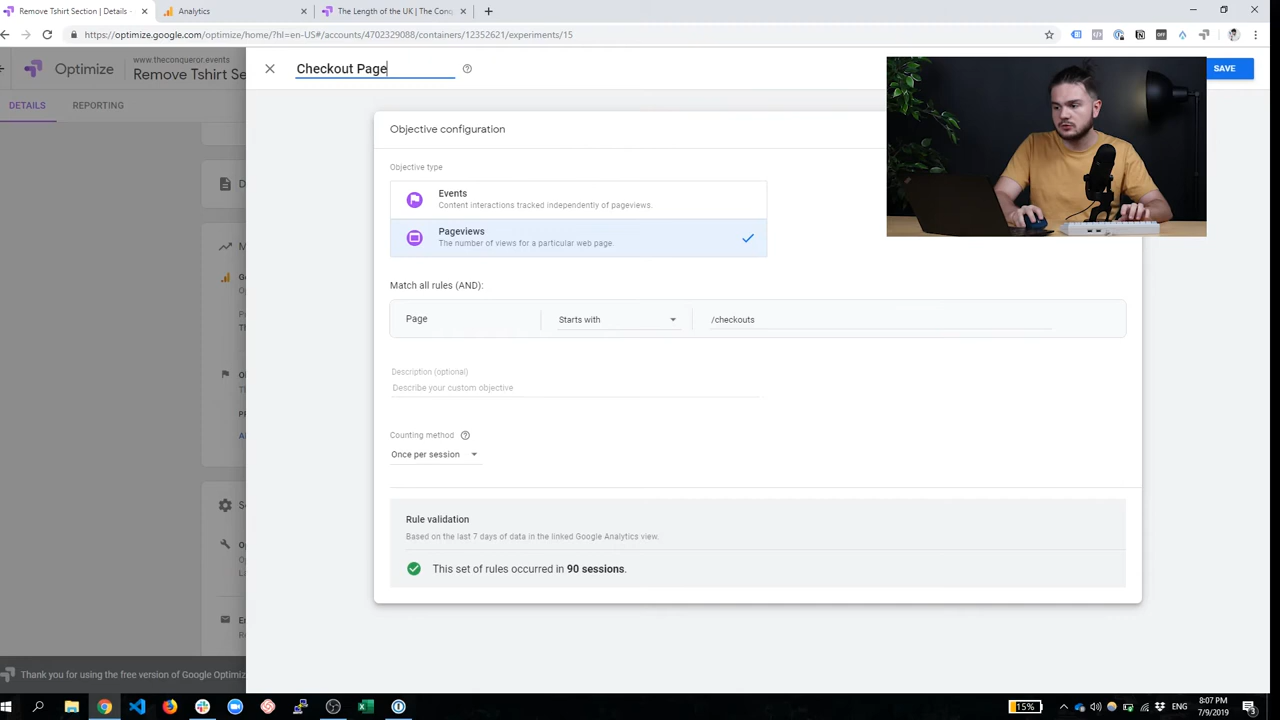 Remove Tshirt Section | Details -
Analytics
The Length of the UK | The Conq
https://optimize.google.com/optimize/home/?hl=en-US#/accounts/4702329088/containers/12352621/experiments/15
OFF
Optimize
www.theconqueror.events
Remove Tshirt Se
Checkout Page
SAVE
DETAILS
REPORTING
Objective configuration
Objective type
Events
Content interactions tracked independently of pageviews.
Pageviews
The number of views for a particular web page.
Match all rules (AND):
Page
Starts with
/checkouts
Description (optional)
Describe your custom objective
Counting method
Once per session
Rule validation
Based on the last 7 days of data in the linked Google Analytics view.
This set of rules occurred in 90 sessions.
Thank you for using the free version of Google Optimiz
15%
ENG
8:07 PM
7/9/2019